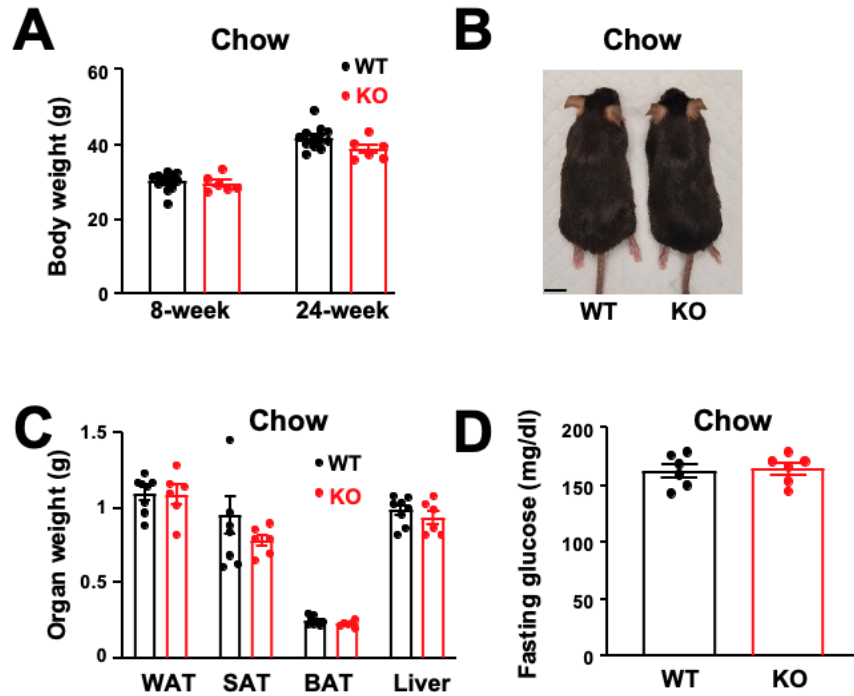 A
Chow
Body weight (g)
60
40
20
0
WT
KO
8-week
24-week
B
Chow
WT
KO
C
Chow
Organ weight (g)
1.5
1
0.5
0
WT
KO
WAT
SAT
BAT
Liver
D
Chow
Fasting glucose (mg/dl)
200
150
100
50
0
WT
KO